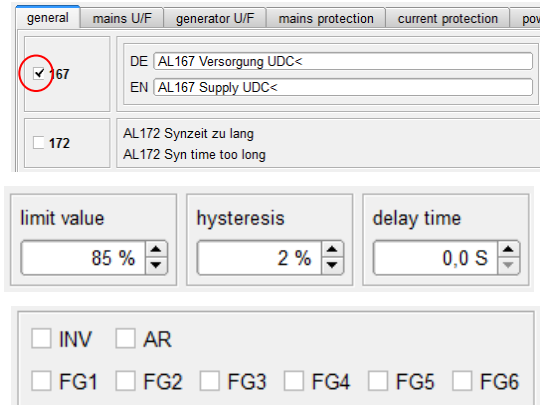 general mains U/F generator U/F mains protection current protection pow
167
DE AL167 Versorgung UDC<
EN AL167 Supply UDC<
172
AL172 Synzeit zu lang
AL172 Syn time too long
limit value hysteresis delay time
85 % 2 % 0,0 S
INV AR
FG1 FG2 FG3 FG4 FG5 FG6